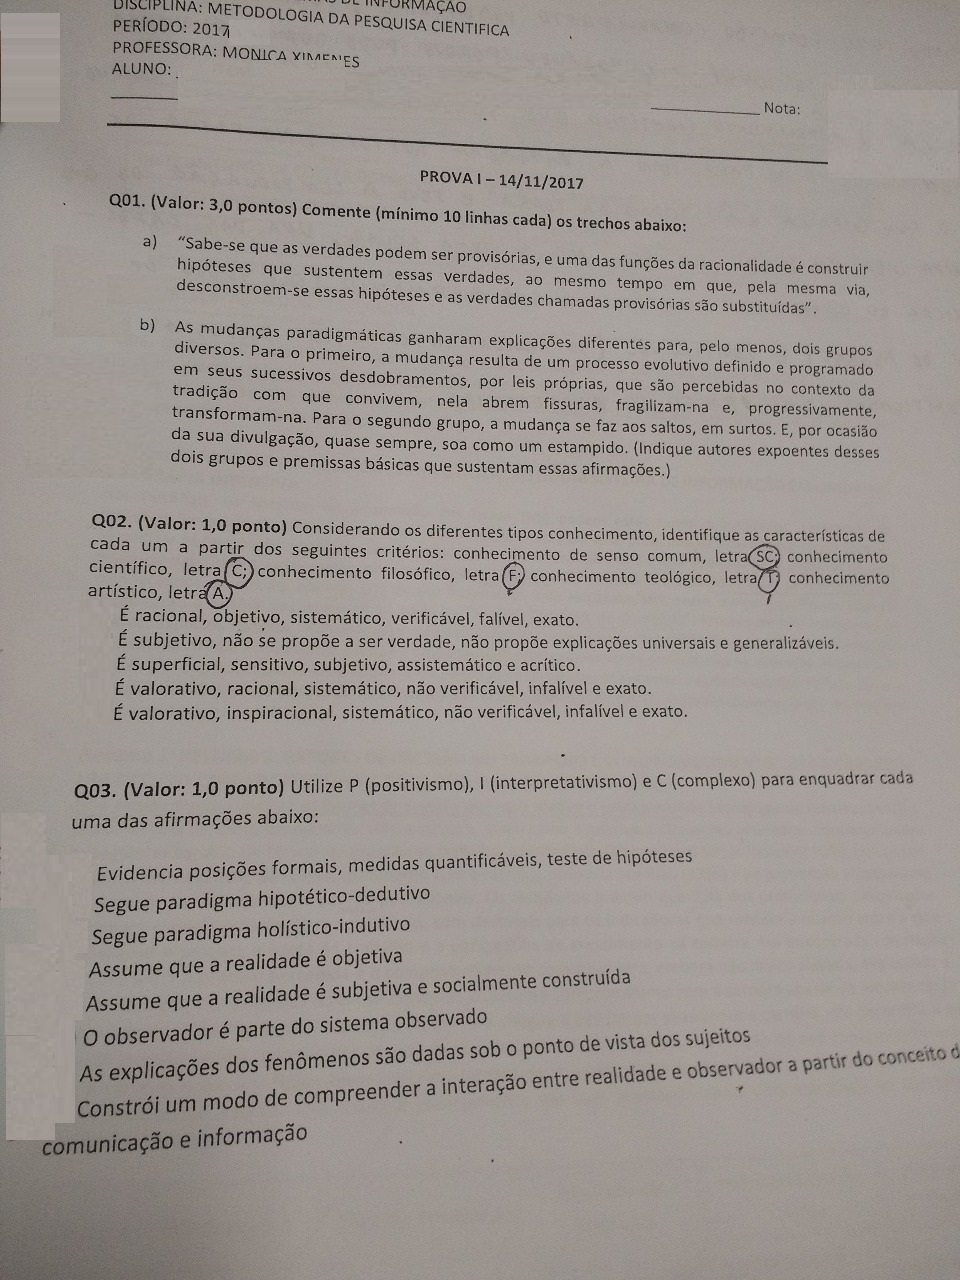 DE INFORMAÇÃO
DISCIPLINA: METODOLOGIA DA PESQUISA CIENTIFICA
PERÍODO: 2017
PROFESSORA: MONICA XIMENES
ALUNO:
Nota:
PROVA I – 14/11/2017
Q01. (Valor: 3,0 pontos) Comente (mínimo 10 linhas cada) os trechos abaixo:
a) "Sabe-se que as verdades podem ser provisórias, e uma das funções da racionalidade é construir
hipóteses que sustentem essas verdades, ao mesmo tempo em que, pela mesma via,
desconstroem-se essas hipóteses e as verdades chamadas provisórias são substituídas".
b) As mudanças paradigmáticas ganharam explicações diferentes para, pelo menos, dois grupos
diversos. Para o primeiro, a mudança resulta de um processo evolutivo definido e programado
em seus sucessivos desdobramentos, por leis próprias, que são percebidas no contexto da
tradição com que convivem, nela abrem fissuras, fragilizam-na e, progressivamente,
transformam-na. Para o segundo grupo, a mudança se faz aos saltos, em surtos. E, por ocasião
da sua divulgação, quase sempre, soa como um estampido. (Indique autores expoentes desses
dois grupos e premissas básicas que sustentam essas afirmações.)
Q02. (Valor: 1,0 ponto) Considerando os diferentes tipos conhecimento, identifique as características de
cada um a partir dos seguintes critérios: conhecimento de senso comum, letra SC; conhecimento
científico, letra C; conhecimento filosófico, letra F; conhecimento teológico, letra T; conhecimento
artístico, letra A.
É racional, objetivo, sistemático, verificável, falível, exato.
É subjetivo, não se propõe a ser verdade, não propõe explicações universais e generalizáveis.
É superficial, sensitivo, subjetivo, assistemático e acrítico.
É valorativo, racional, sistemático, não verificável, infalível e exato.
É valorativo, inspiracional, sistemático, não verificável, infalível e exato.
Q03. (Valor: 1,0 ponto) Utilize P (positivismo), I (interpretativismo) e C (complexo) para enquadrar cada
uma das afirmações abaixo:
Evidencia posições formais, medidas quantificáveis, teste de hipóteses
Segue paradigma hipotético-dedutivo
Segue paradigma holístico-indutivo
Assume que a realidade é objetiva
Assume que a realidade é subjetiva e socialmente construída
O observador é parte do sistema observado
As explicações dos fenômenos são dadas sob o ponto de vista dos sujeitos
Constrói um modo de compreender a interação entre realidade e observador a partir do conceito d
comunicação e informação